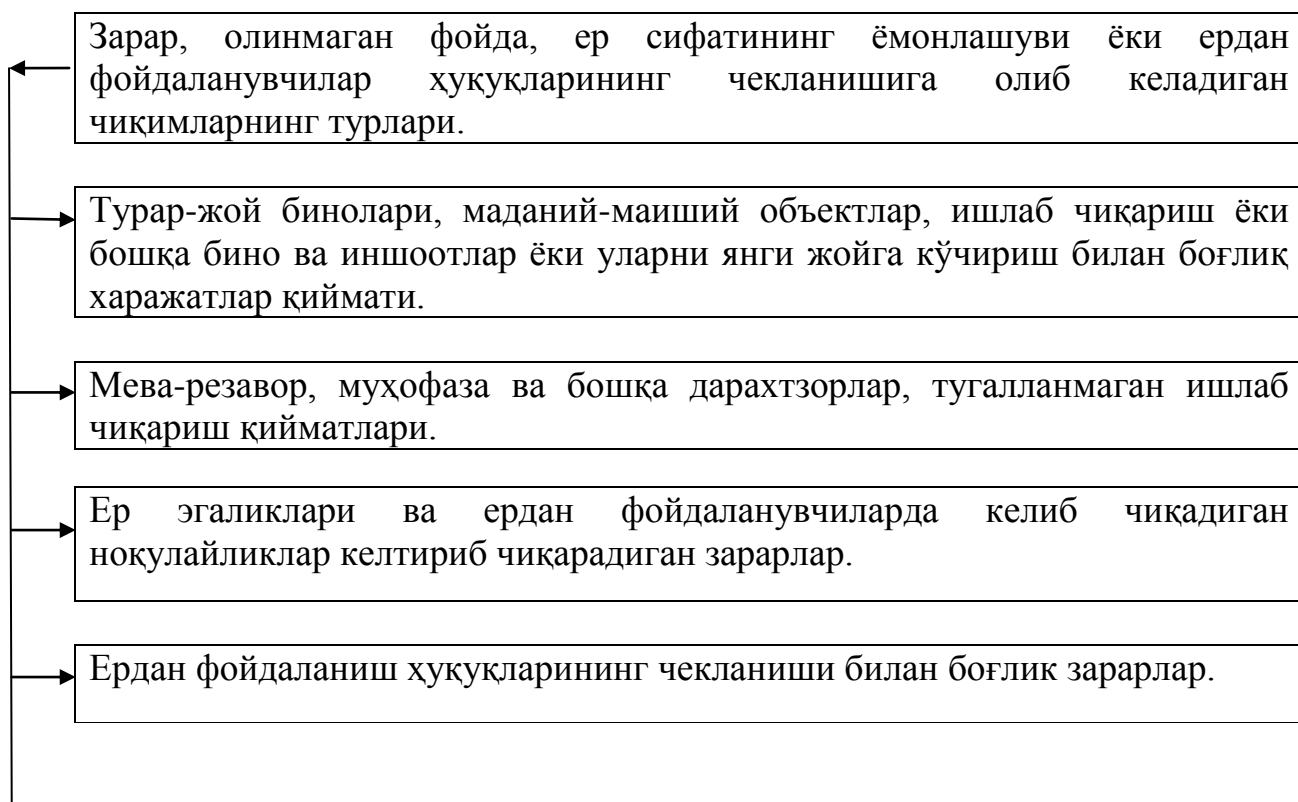 Зарар, олинмаган фойда, ер сифатининг ёмонлашуви ёки ердан
фойдаланувчилар ҳуқуқларининг чекланишига олиб келадиган
чиқимларнинг турлари.
Турар-жой бинолари, маданий-маиший объектлар, ишлаб чиқариш ёки
бошқа бино ва иншоотлар ёки уларни янги жойга кўчириш билан боғлиқ
харажатлар қиймати.
Мева-резавор, муҳофаза ва бошқа дарахтзорлар, тугалланмаган ишлаб
чиқариш қийматлари.
Ер эгаликлари ва ердан фойдаланувчиларда келиб чиқадиган
ноқулайликлар келтириб чиқарадиган зарарлар.
Ердан фойдаланиш ҳуқуқларининг чекланиши билан боғлик зарарлар.